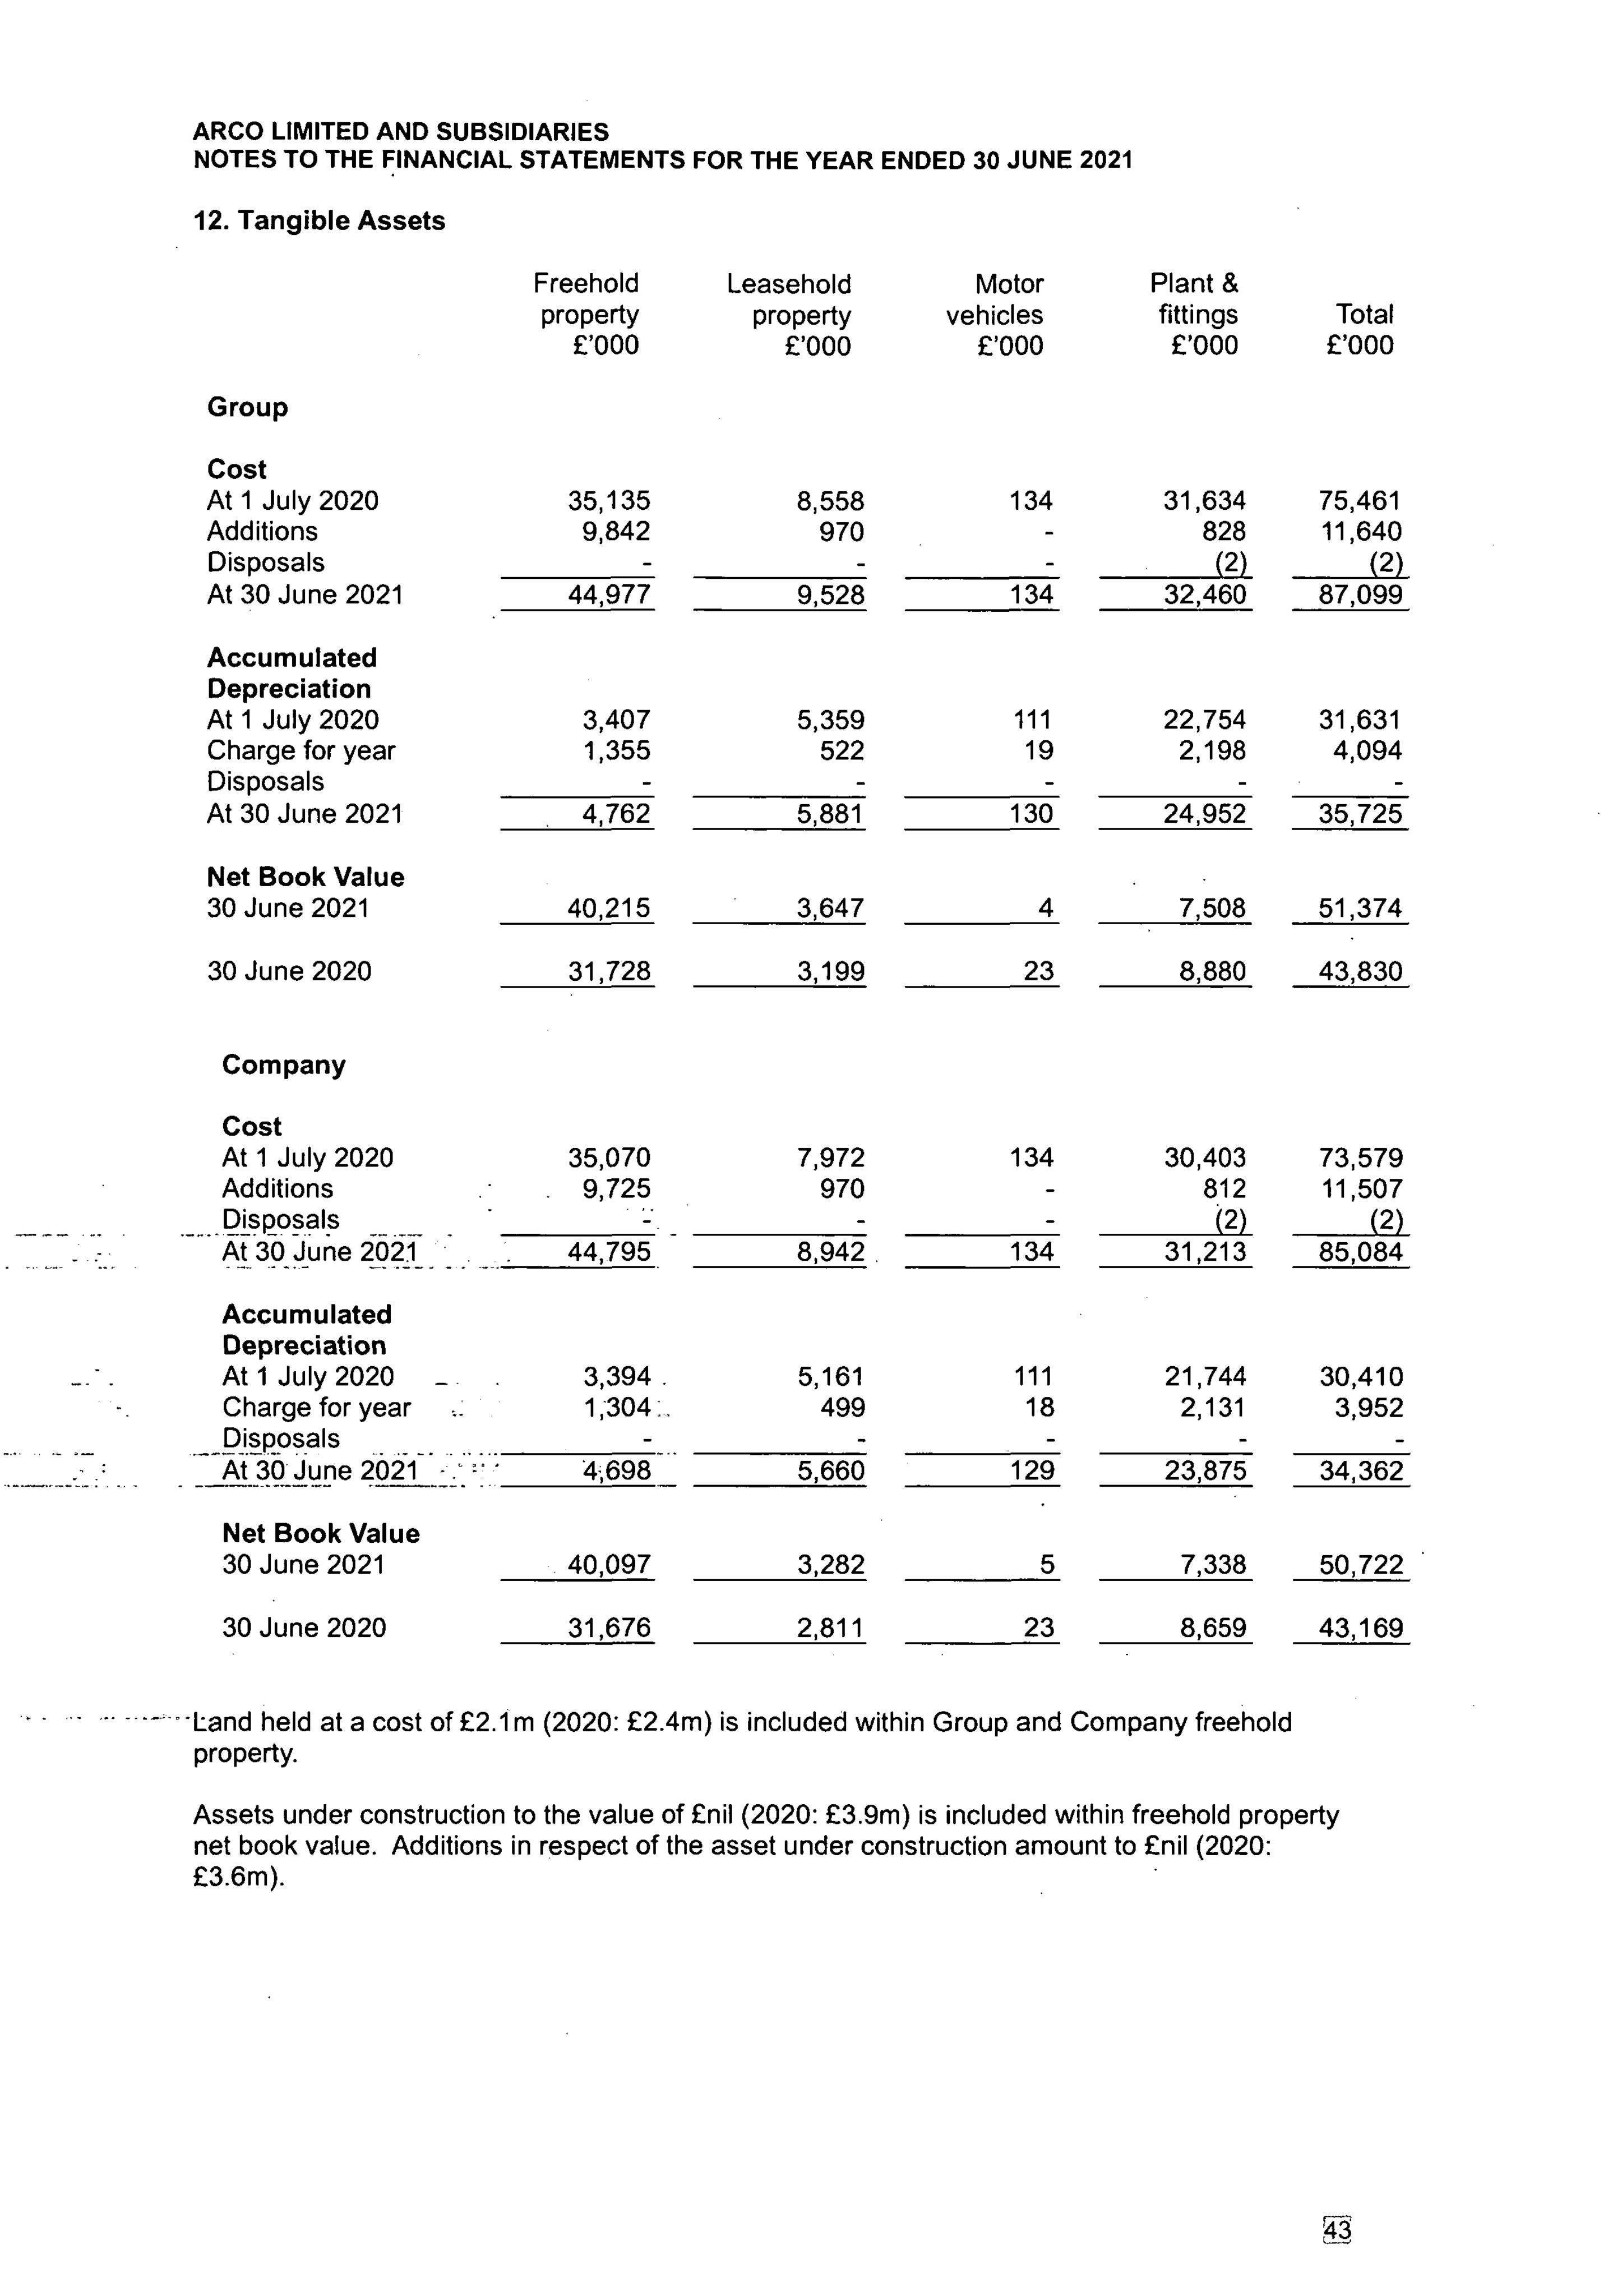 ARCO LIMITED AND SUBSIDIARIES
NOTES TO THE FINANCIAL STATEMENTS FOR THE YEAR ENDED 30 JUNE 2021
12. Tangible Assets
Freehold Leasehold Motor Plant &
property property vehicles fittings Total
£'000 £'000 £'000 £'000 £'000
Group
Cost
At 1 July 2020 35,135 8,558 134 31,634 75,461
Additions 9,842 970 - 828 11,640
Disposals - - - (2) (2)
At 30 June 2021 44,977 9,528 134 32,460 87,099
Accumulated
Depreciation
At 1 July 2020 3,407 5,359 111 22,754 31,631
Charge for year 1,355 522 19 2,198 4,094
Disposals - - - - -
At 30 June 2021 4,762 5,881 130 24,952 35,725
Net Book Value
30 June 2021 40,215 3,647 4 7,508 51,374
30 June 2020 31,728 3,199 23 8,880 43,830
Company
Cost
At 1 July 2020 35,070 7,972 134 30,403 73,579
Additions 9,725 970 - 812 11,507
Disposals - - - (2) (2)
At 30 June 2021 44,795 8,942 134 31,213 85,084
Accumulated
Depreciation
At 1 July 2020 3,394 5,161 111 21,744 30,410
Charge for year 1,304 499 18 2,131 3,952
Disposals - - - - -
At 30 June 2021 4,698 5,660 129 23,875 34,362
Net Book Value
30 June 2021 40,097 3,282 5 7,338 50,722
30 June 2020 31,676 2,811 23 8,659 43,169
Land held at a cost of £2.1m (2020: £2.4m) is included within Group and Company freehold
property.
Assets under construction to the value of £nil (2020: £3.9m) is included within freehold property
net book value. Additions in respect of the asset under construction amount to £nil (2020:
£3.6m).
43